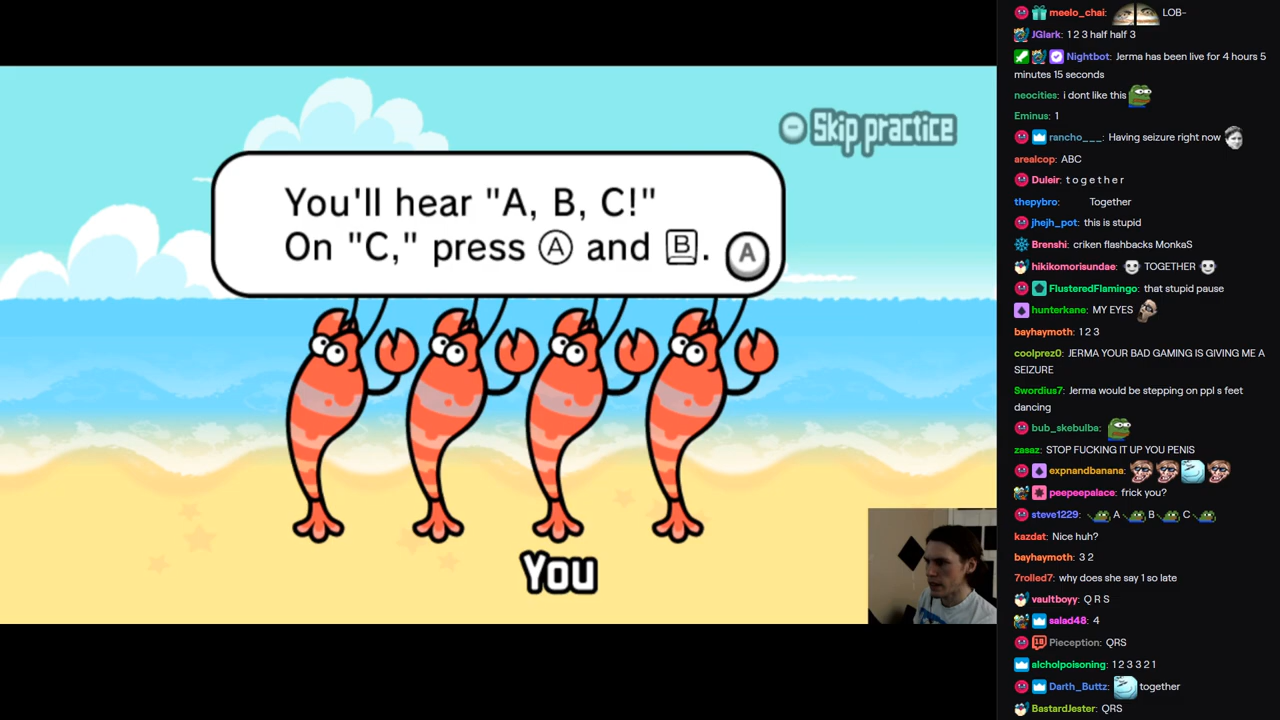 Skip practice
You'll hear "A, B, C!"
On "C," press A and B. A
You
meelo_chai: LOB-
JGlark: 1 2 3 half half 3
Nightbot: Jerma has been live for 4 hours 5
minutes 15 seconds
neocities: i dont like this
Eminus: 1
rancho___: Having seizure right now
arealcop: ABC
Duleir: t o g e t h e r
thepybro: Together
jhejh_pot: this is stupid
Brenshi: criken flashbacks MonkaS
hikikomorisundae: TOGETHER
FlusteredFlamingo: that stupid pause
hunterkane: MY EYES
bayhaymoth: 1 2 3
coolprez0: JERMA YOUR BAD GAMING IS GIVING ME A
SEIZURE
Swordius7: Jerma would be stepping on ppl s feet
dancing
bub_skebulba:
zasaz: STOP FUCKING IT UP YOU PENIS
expnandbanana:
peepeepalace: frick you?
steve1229: A B C
kazdat: Nice huh?
bayhaymoth: 3 2
7rolled7: why does she say 1 so late
vaultboyy: Q R S
salad48: 4
18 Pieception: QRS
alcholpoisoning: 1 2 3 3 2 1
Darth_Buttz: together
BastardJester: QRS